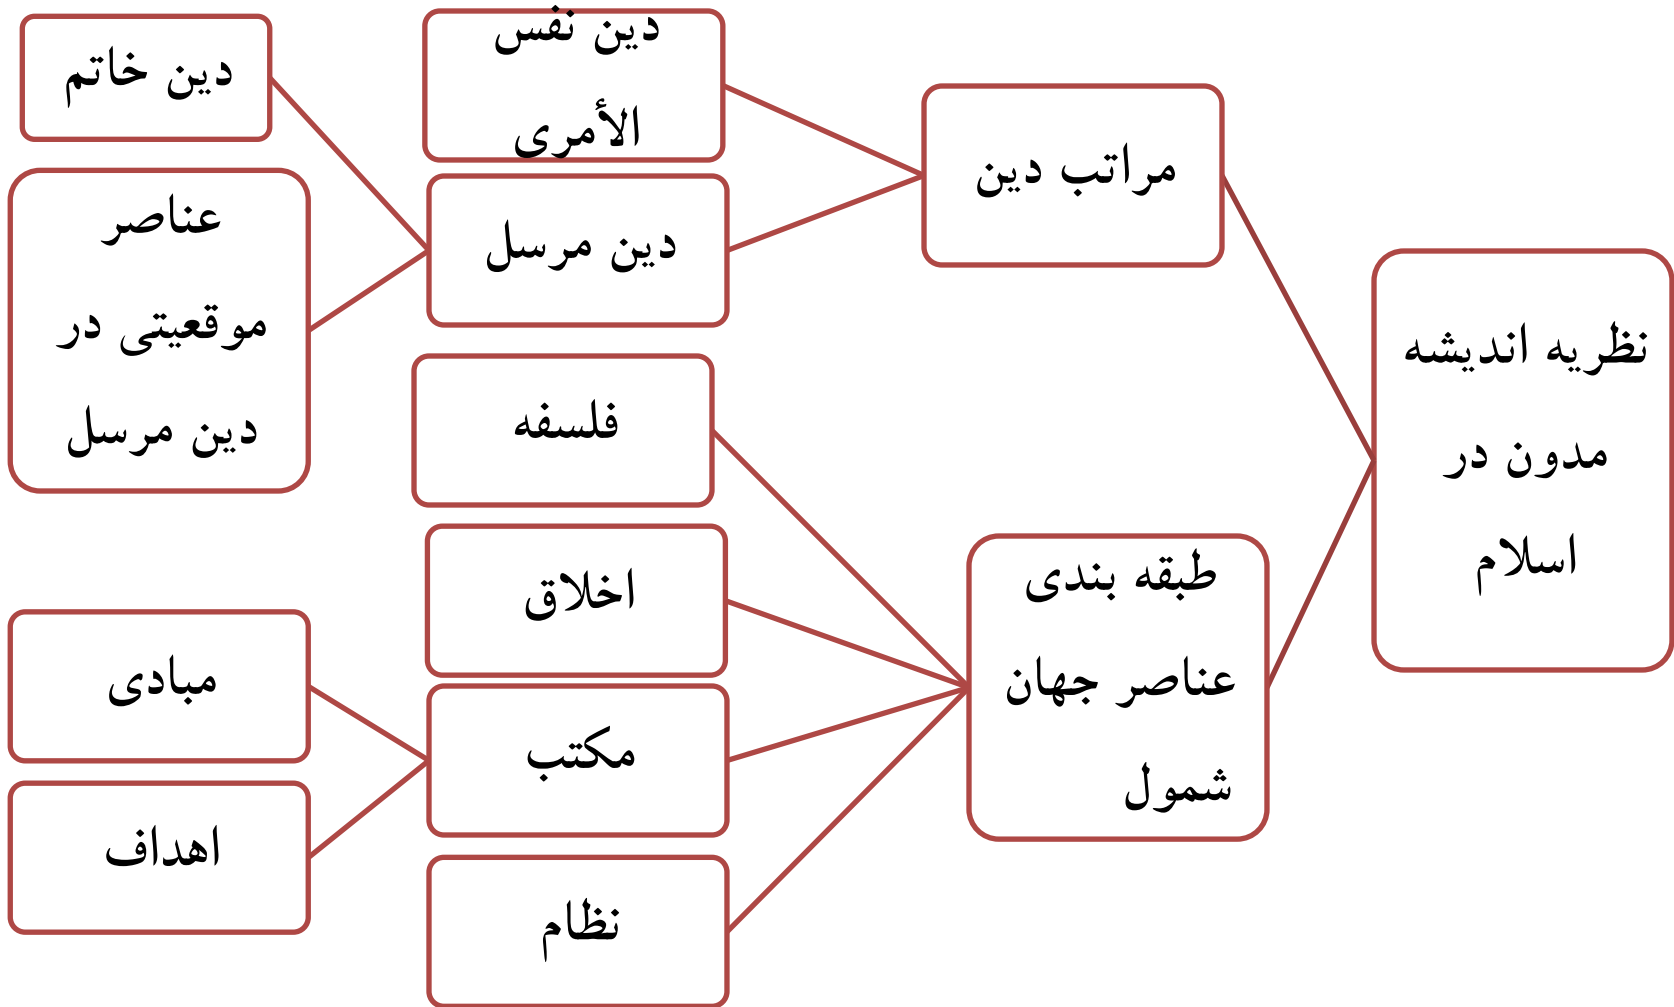 نظریه اندیشه
مدون در
اسلام
مراتب دین
دین نفس
الأمری
دین مرسل
دین خاتم
عناصر
موقعیتی در
دین مرسل
طبقه بندی
عناصر جهان
شمول
فلسفه
اخلاق
مکتب
نظام
مبادی
اهداف